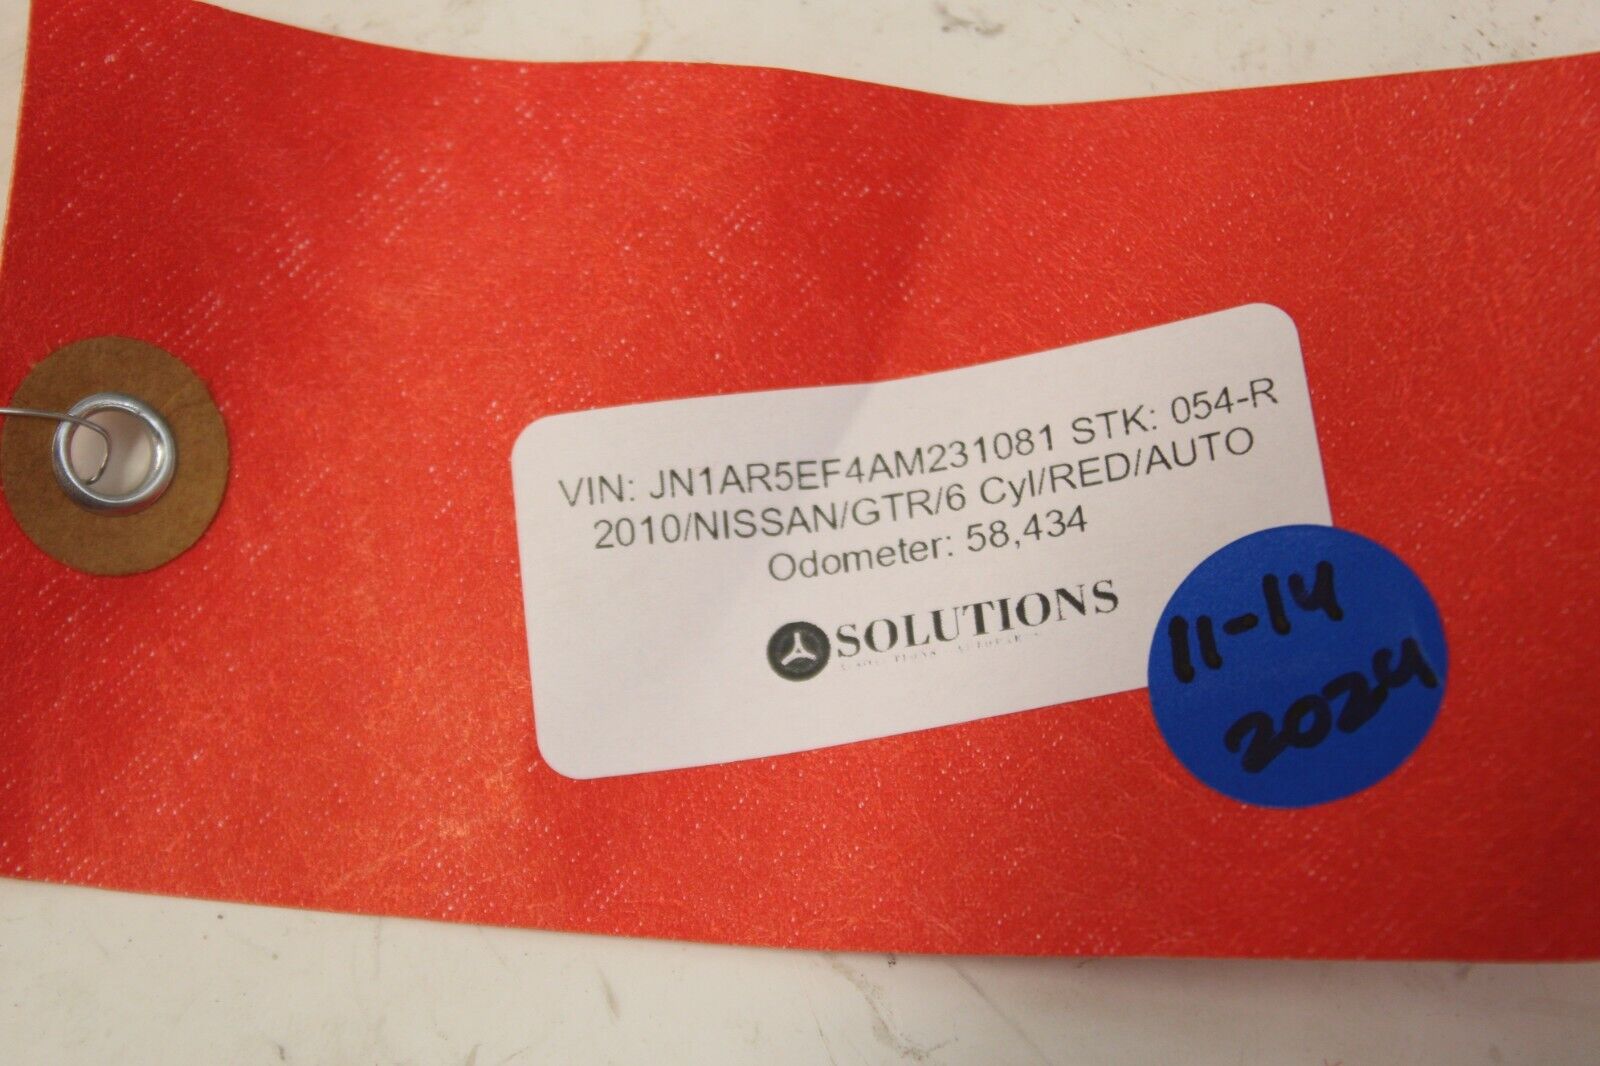 VIN: JN1AR5EF4AM231081 STK: 054-R
2010/NISSAN/GTR/6 Cyl/RED/AUTO
Odometer: 58,434
SOLUTIONS
11-14
2024